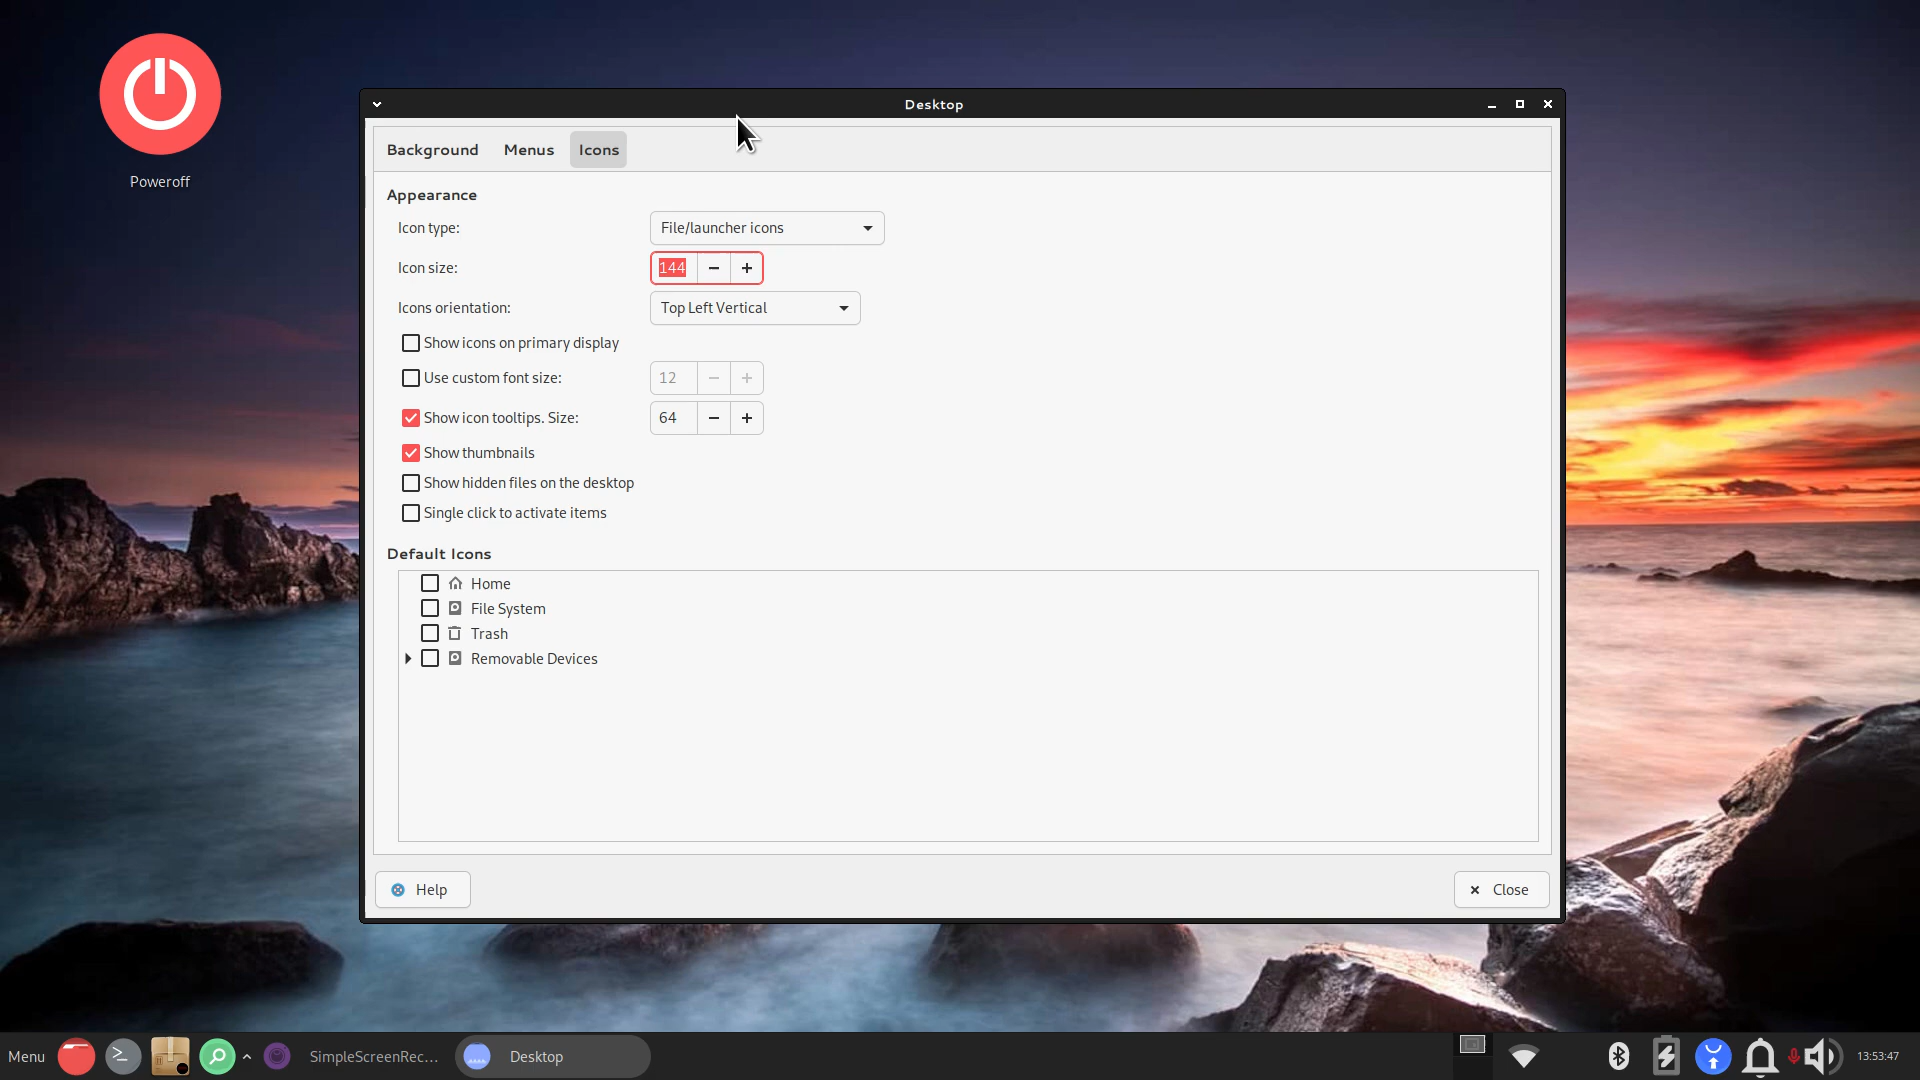 Poweroff
Desktop
Background Menus Icons
Appearance
Icon type: File/launcher icons
Icon size: 144
Icons orientation: Top Left Vertical
Show icons on primary display
Use custom font size: 12
Show icon tooltips. Size: 64
Show thumbnails
Show hidden files on the desktop
Single click to activate items
Default Icons
Home
File System
Trash
Removable Devices
Help Close
Menu SimpleScreenRec... Desktop 13:53:47